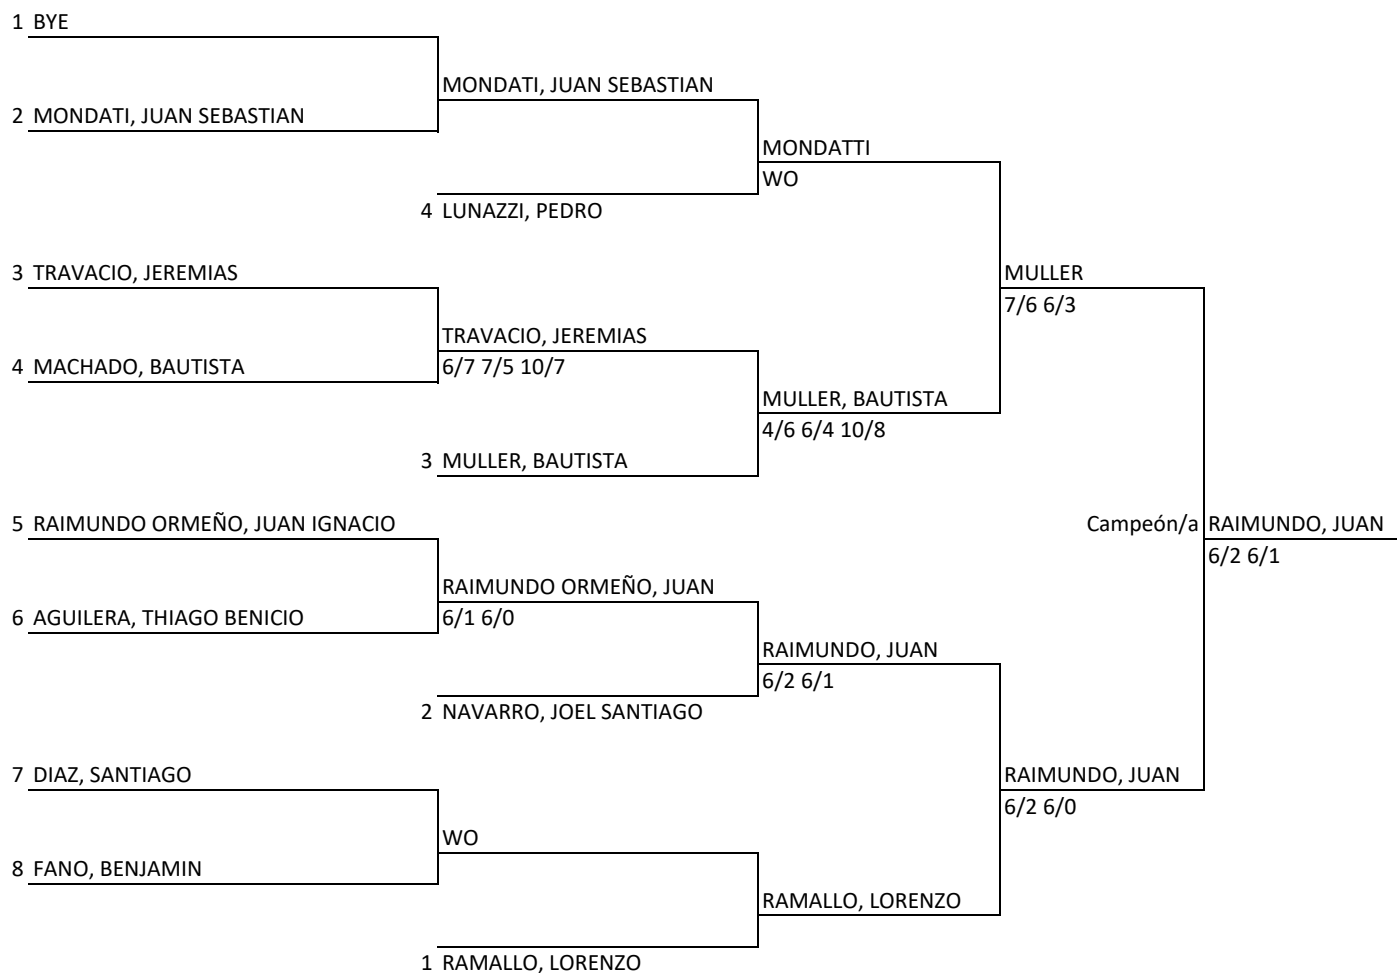 1 BYE
MONDATI, JUAN SEBASTIAN
2 MONDATI, JUAN SEBASTIAN
MONDATTI
WO
4 LUNAZZI, PEDRO
3 TRAVACIO, JEREMIAS
MULLER
7/6 6/3
TRAVACIO, JEREMIAS
4 MACHADO, BAUTISTA
6/7 7/5 10/7
MULLER, BAUTISTA
4/6 6/4 10/8
3 MULLER, BAUTISTA
5 RAIMUNDO ORMEÑO, JUAN IGNACIO
Campeón/a RAIMUNDO, JUAN
6/2 6/1
RAIMUNDO ORMEÑO, JUAN
6 AGUILERA, THIAGO BENICIO
6/1 6/0
RAIMUNDO, JUAN
6/2 6/1
2 NAVARRO, JOEL SANTIAGO
7 DIAZ, SANTIAGO
RAIMUNDO, JUAN
6/2 6/0
WO
8 FANO, BENJAMIN
RAMALLO, LORENZO
1 RAMALLO, LORENZO